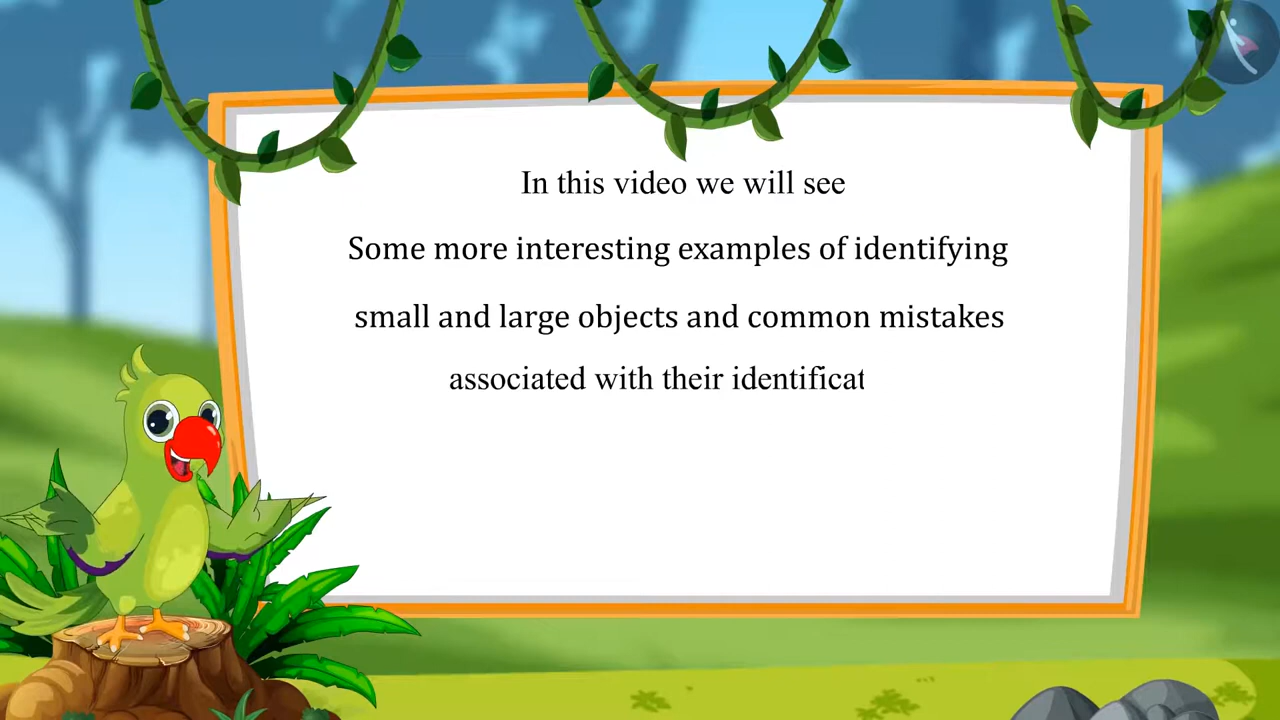 In this video we will see
Some more interesting examples of identifying
small and large objects and common mistakes
associated with their identificat